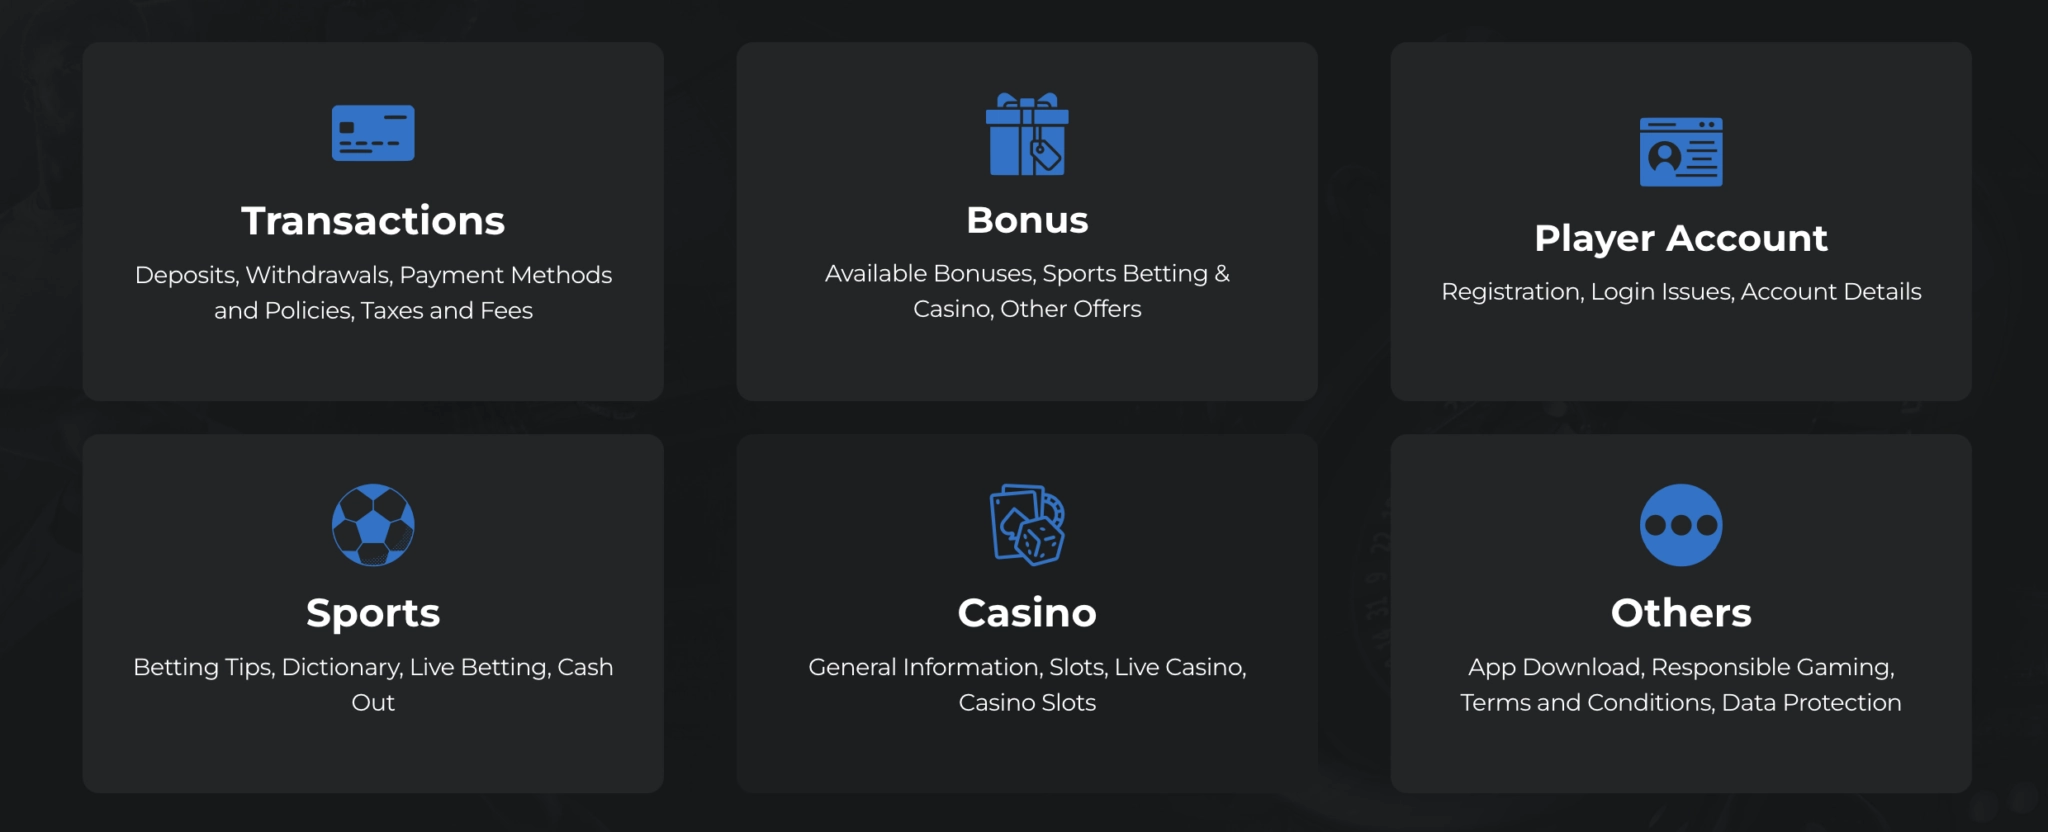 Transactions
Deposits, Withdrawals, Payment Methods
and Policies, Taxes and Fees
Bonus
Available Bonuses, Sports Betting &
Casino, Other Offers
Player Account
Registration, Login Issues, Account Details
Sports
Betting Tips, Dictionary, Live Betting, Cash
Out
Casino
General Information, Slots, Live Casino,
Casino Slots
Others
App Download, Responsible Gaming,
Terms and Conditions, Data Protection